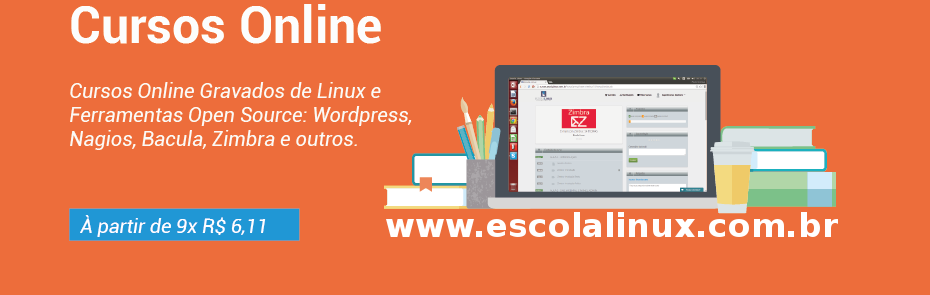 Cursos Online
Cursos Online Gravados de Linux e
Ferramentas Open Source: Wordpress,
Nagios, Bacula, Zimbra e outros.
Zimbra
À partir de 9x R$ 6,11
www.escolalinux.com.br